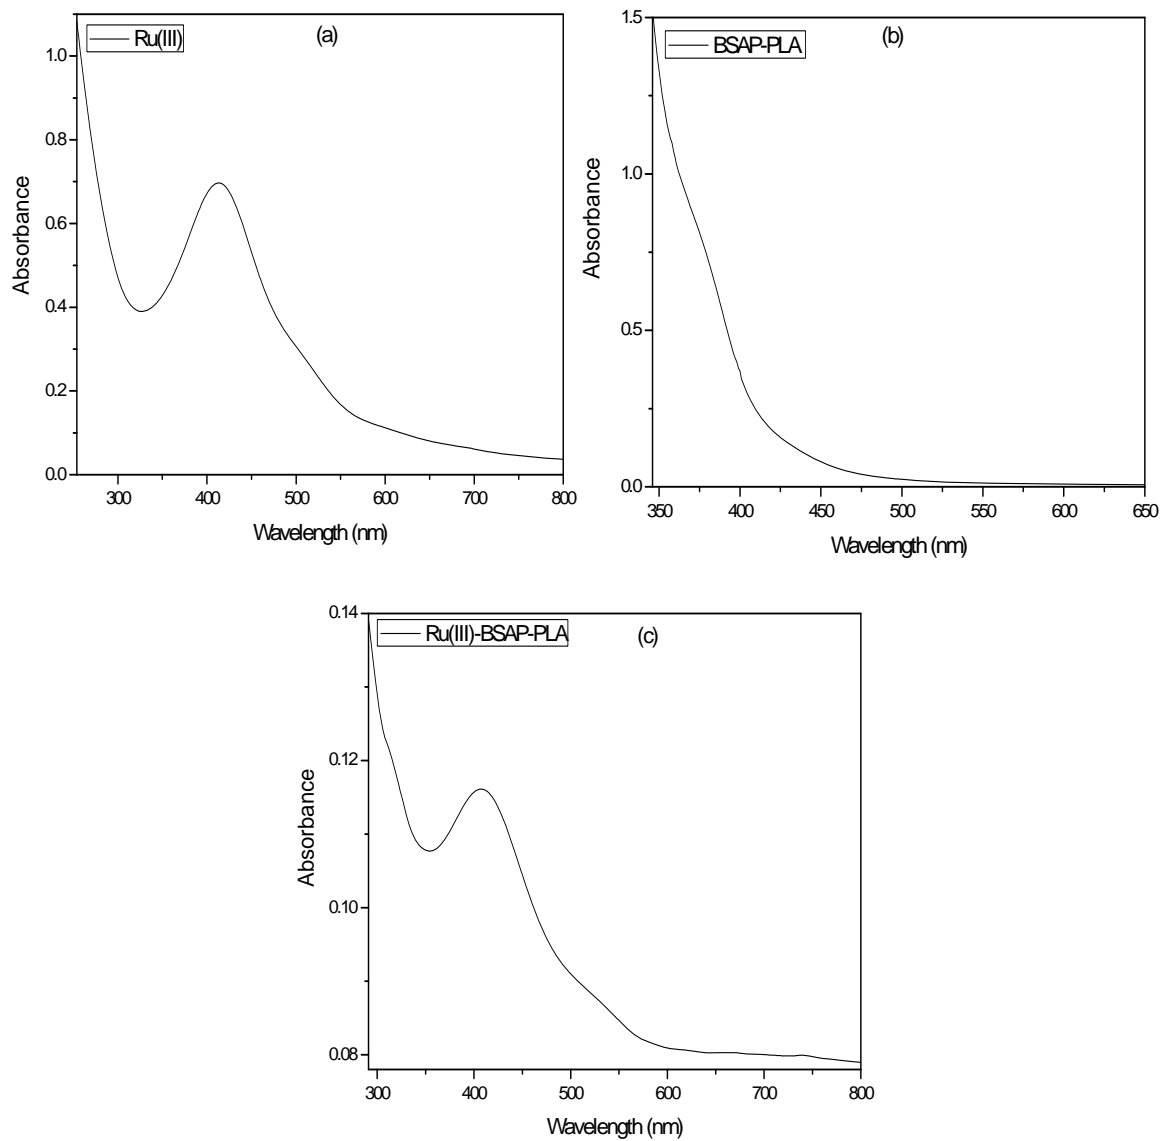 Ru(III)
(a)
1.0
0.8
0.6
0.4
0.2
0.0
Absorbance
300 400 500 600 700 800
Wavelength (nm)
BSAP-PLA
(b)
1.5
1.0
0.5
0.0
Absorbance
350 400 450 500 550 600 650
Wavelength (nm)
Ru(III)-BSAP-PLA
(c)
0.14
0.12
0.10
0.08
Absorbance
300 400 500 600 700 800
Wavelength (nm)